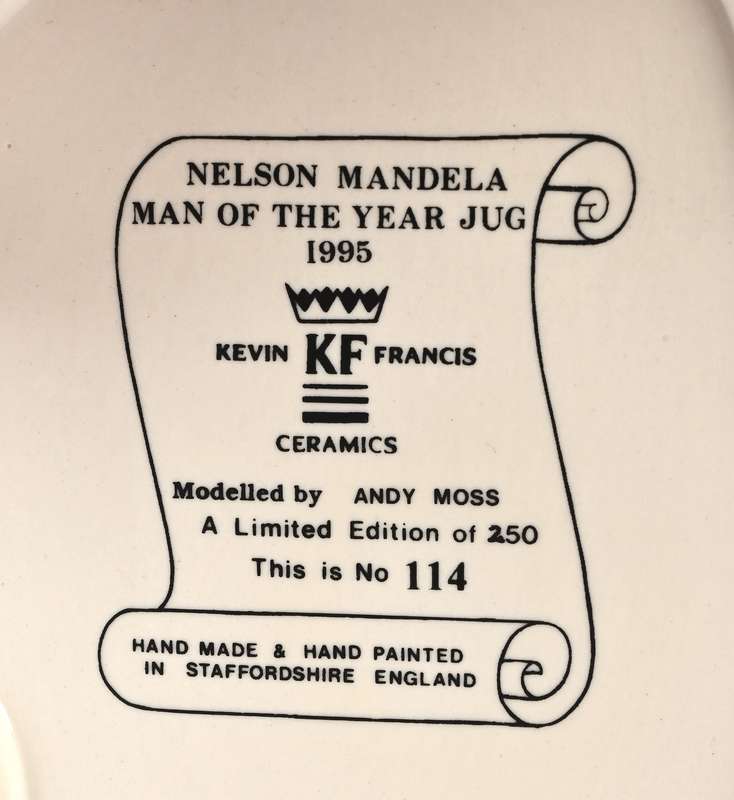 NELSON MANDELA
MAN OF THE YEAR JUG
1995
KEVIN KF FRANCIS
CERAMICS
Modelled by ANDY MOSS
A Limited Edition of 250
This is No 114
HAND MADE & HAND PAINTED
IN STAFFORDSHIRE ENGLAND